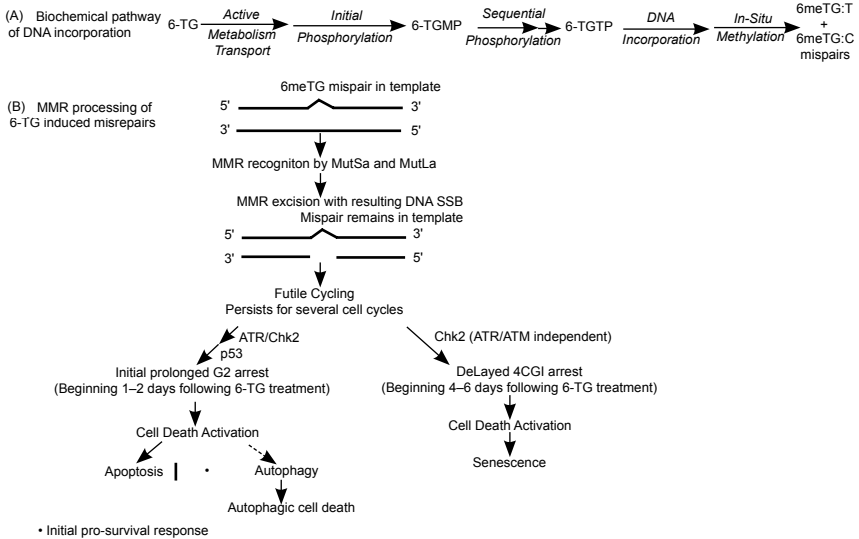 (A) Biochemical pathway
of DNA incorporation
6-TG
Active
Metabolism
Transport
Initial
Phosphorylation
6-TGMP
Sequential
Phosphorylation
6-TGTP
DNA
Incorporation
In-Situ
Methylation
6meTG:T
+
6meTG:C
mispairs
(B) MMR processing of
6-TG induced misrepairs
6meTG mispair in template
5' 3'
3' 5'
MMR recogniton by MutSa and MutLa
MMR excision with resulting DNA SSB
Mispair remains in template
5' 3'
3' 5'
Futile Cycling
Persists for several cell cycles
ATR/Chk2
p53
Initial prolonged G2 arrest
(Beginning 1–2 days following 6-TG treatment)
Cell Death Activation
Apoptosis • Autophagy
Autophagic cell death
Chk2 (ATR/ATM independent)
DeLayed 4CGI arrest
(Beginning 4–6 days following 6-TG treatment)
Cell Death Activation
Senescence
• Initial pro-survival response